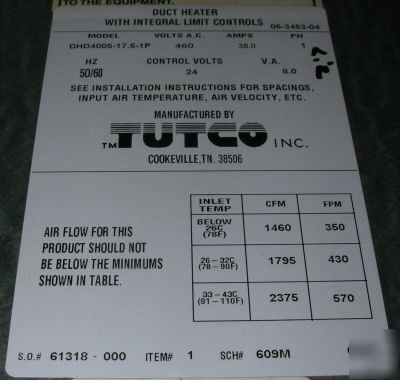 TO THE EQUIPMENT.
DUCT HEATER
WITH INTEGRAL LIMIT CONTROLS
06-3453-04
MODEL VOLTS A.C. AMPS PH
DHD4005-17.5-1P 460 38.0 1
HZ CONTROL VOLTS V.A.
50/60 24 8.0
SEE INSTALLATION INSTRUCTIONS FOR SPACINGS,
INPUT AIR TEMPERATURE, AIR VELOCITY, ETC.
MANUFACTURED BY
TM TUTCO INC.
COOKEVILLE,TN. 38506
AIR FLOW FOR THIS
PRODUCT SHOULD NOT
BE BELOW THE MINIMUMS
SHOWN IN TABLE.
INLET TEMP CFM FPM
BELOW 26C (78F) 1460 350
26-32C (78-90F) 1795 430
33-43C (91-110F) 2375 570
S.O.# 61318 - 000 ITEM# 1 SCH# 609M